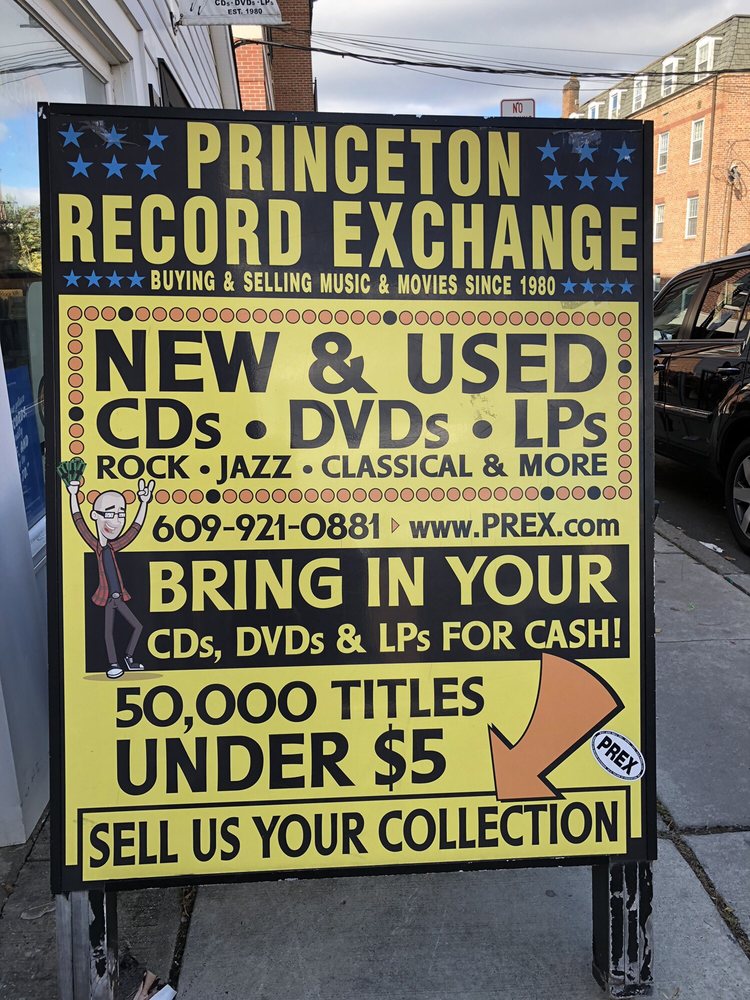 CDs·DVDs·LPs
EST. 1980
NO
PRINCETON
RECORD EXCHANGE
BUYING & SELLING MUSIC & MOVIES SINCE 1980
NEW & USED
CDs • DVDs • LPs
ROCK • JAZZ • CLASSICAL & MORE
609-921-0881 ▹ www.PREX.com
BRING IN YOUR
CDs, DVDs & LPs FOR CASH!
50,000 TITLES
UNDER $5
PREX
SELL US YOUR COLLECTION